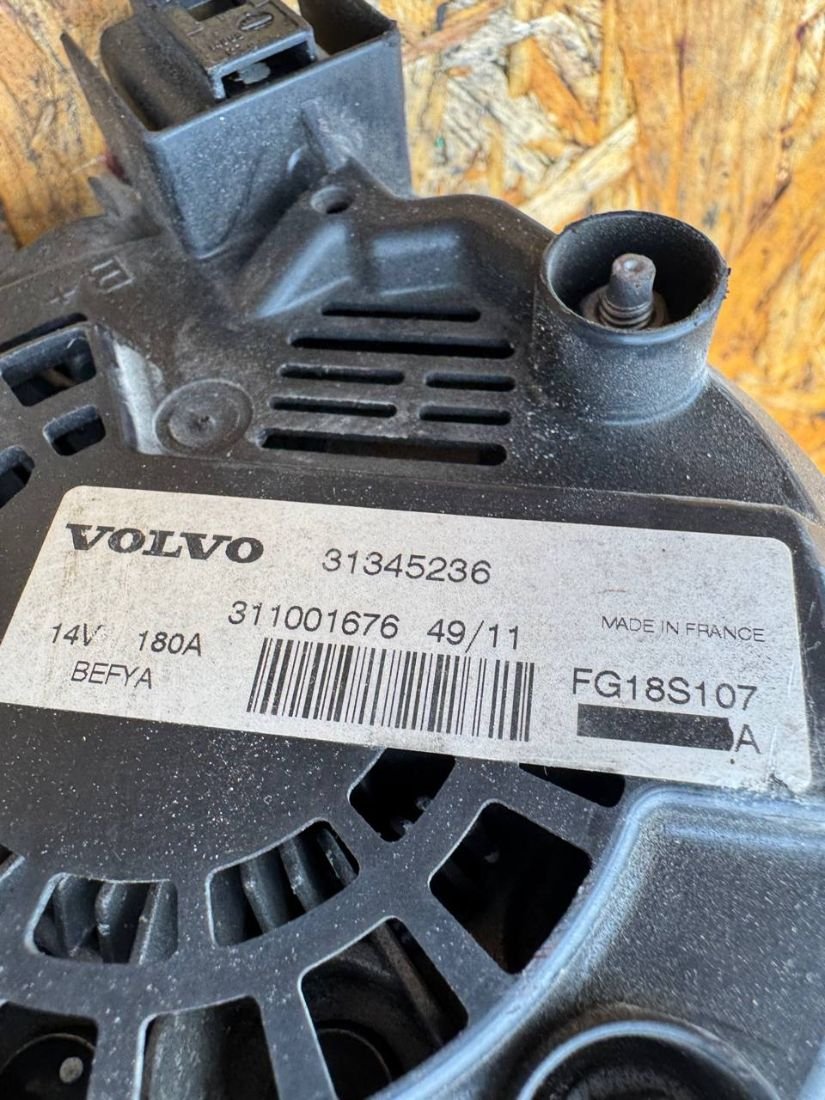 B+
VOLVO 31345236
311001676 49/11
MADE IN FRANCE
14V 180A
BEFYA
FG18S107
A